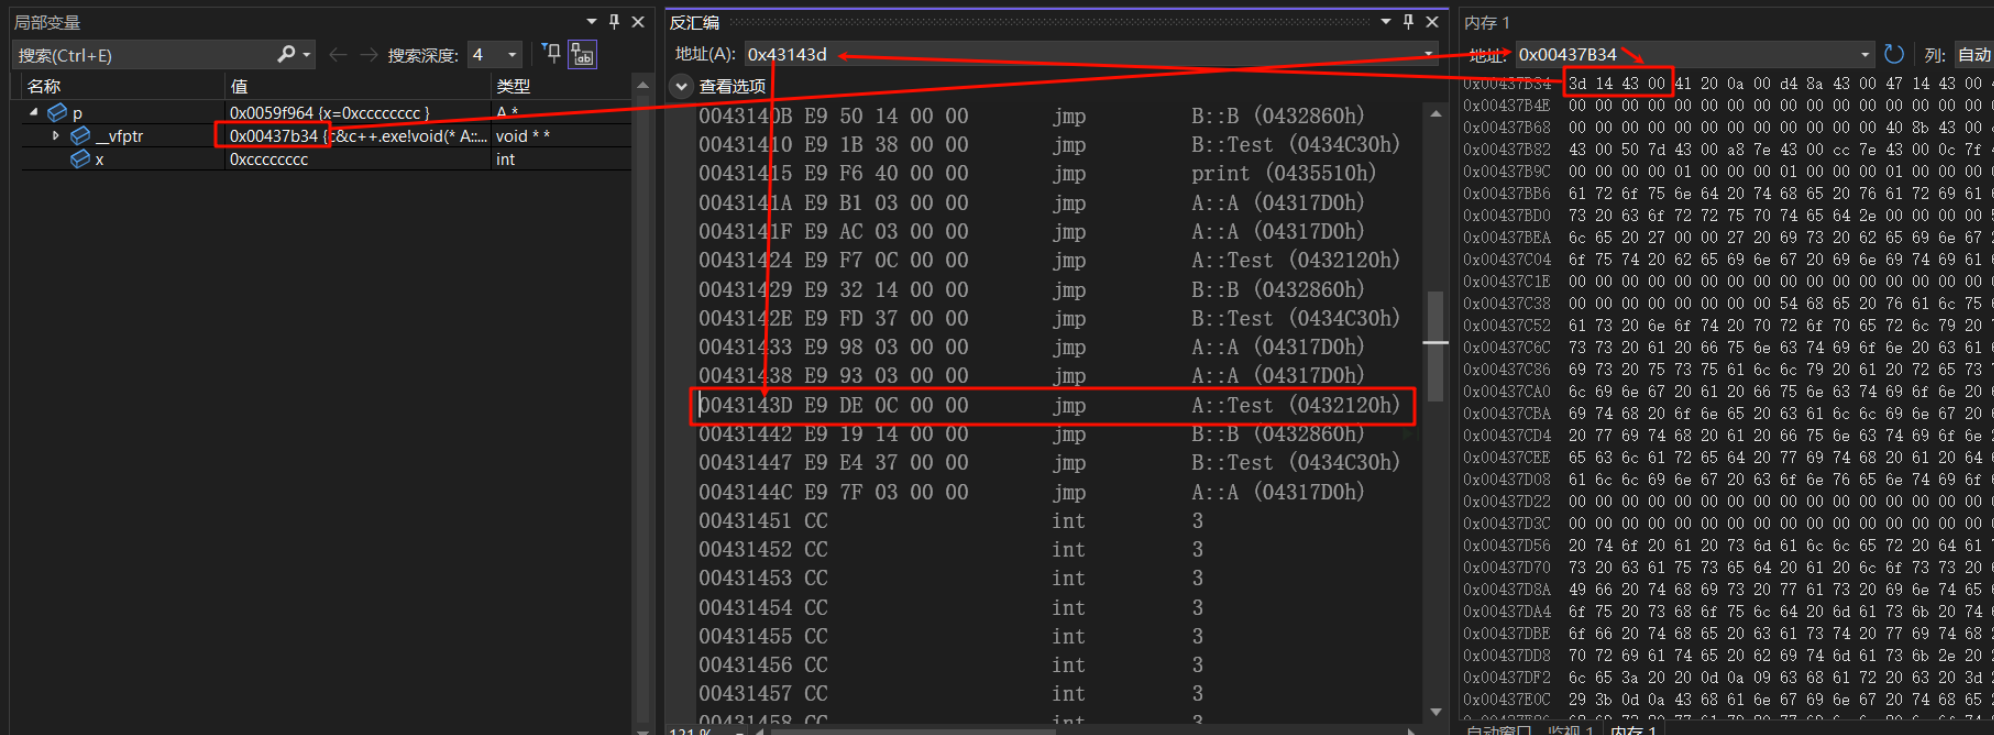 局部变量
搜索(Ctrl+E)
搜索深度: 4
名称
值
类型
p
0x0059f964 {x=0xcccccccc }
A *
__vfptr
0x00437b34 {c&c++.exe!void(* A::...
void * *
x
0xcccccccc
int
反汇编
地址(A): 0x43143d
查看选项
0043140B E9 50 14 00 00 jmp B::B (0432860h)
00431410 E9 1B 38 00 00 jmp B::Test (0434C30h)
00431415 E9 F6 40 00 00 jmp print (0435510h)
0043141A E9 B1 03 00 00 jmp A::A (04317D0h)
0043141F E9 AC 03 00 00 jmp A::A (04317D0h)
00431424 E9 F7 0C 00 00 jmp A::Test (0432120h)
00431429 E9 32 14 00 00 jmp B::B (0432860h)
0043142E E9 FD 37 00 00 jmp B::Test (0434C30h)
00431433 E9 98 03 00 00 jmp A::A (04317D0h)
00431438 E9 93 03 00 00 jmp A::A (04317D0h)
0043143D E9 DE 0C 00 00 jmp A::Test (0432120h)
00431442 E9 19 14 00 00 jmp B::B (0432860h)
00431447 E9 E4 37 00 00 jmp B::Test (0434C30h)
0043144C E9 7F 03 00 00 jmp A::A (04317D0h)
00431451 CC int 3
00431452 CC int 3
00431453 CC int 3
00431454 CC int 3
00431455 CC int 3
00431456 CC int 3
00431457 CC int 3
00431458 CC int 3
121 %
内存 1
地址: 0x00437B34
列: 自动
0x00437B34 3d 14 43 00 41 20 0a 00 d4 8a 43 00 47 14 43 00
0x00437B4E 00 00 00 00 00 00 00 00 00 00 00 00 00 00 00 00
0x00437B68 00 00 00 00 00 00 00 00 00 00 00 00 40 8b 43 00
0x00437B82 43 00 50 7d 43 00 a8 7e 43 00 cc 7e 43 00 0c 7f
0x00437B9C 00 00 00 00 01 00 00 00 01 00 00 00 01 00 00 00
0x00437BB6 61 72 6f 75 6e 64 20 74 68 65 20 76 61 72 69 61
0x00437BD0 73 20 63 6f 72 72 75 70 74 65 64 2e 00 00 00 00
0x00437BEA 6c 65 20 27 00 00 27 20 69 73 20 62 65 69 6e 67
0x00437C04 6f 75 74 20 62 65 69 6e 67 20 69 6e 69 74 69 61
0x00437C1E 00 00 00 00 00 00 00 00 00 00 00 00 00 00 00 00
0x00437C38 00 00 00 00 00 00 00 00 54 68 65 20 76 61 6c 75
0x00437C52 61 73 20 6e 6f 74 20 70 72 6f 70 65 72 6c 79 20
0x00437C6C 73 73 20 61 20 66 75 6e 63 74 69 6f 6e 20 63 61
0x00437C86 69 73 20 75 73 75 61 6c 6c 79 20 61 20 72 65 73
0x00437CA0 6c 69 6e 67 20 61 20 66 75 6e 63 74 69 6f 6e 20
0x00437CBA 69 74 68 20 6f 6e 65 20 63 61 6c 6c 69 6e 67 20
0x00437CD4 20 77 69 74 68 20 61 20 66 75 6e 63 74 69 6f 6e
0x00437CEE 65 63 6c 61 72 65 64 20 77 69 74 68 20 61 20 64
0x00437D08 61 6c 6c 69 6e 67 20 63 6f 6e 76 65 6e 74 69 6f
0x00437D22 00 00 00 00 00 00 00 00 00 00 00 00 00 00 00 00
0x00437D3C 00 00 00 00 00 00 00 00 00 00 00 00 00 00 00 00
0x00437D56 20 74 6f 20 61 20 73 6d 61 6c 6c 65 72 20 64 61
0x00437D70 73 20 63 61 75 73 65 64 20 61 20 6c 6f 73 73 20
0x00437D8A 49 66 20 74 68 69 73 20 77 61 73 20 69 6e 74 65
0x00437DA4 6f 75 20 73 68 6f 75 6c 64 20 6d 61 73 6b 20 74
0x00437DBE 6f 66 20 74 68 65 20 63 61 73 74 20 77 69 74 68
0x00437DD8 70 72 69 61 74 65 20 62 69 74 6d 61 73 6b 2e 20
0x00437DF2 6c 65 3a 20 20 0d 0a 09 63 68 61 72 20 63 20 3d
0x00437E0C 29 3b 0d 0a 43 68 61 6e 67 69 6e 67 20 74 68 65
自动窗口 监视 1 内存 1